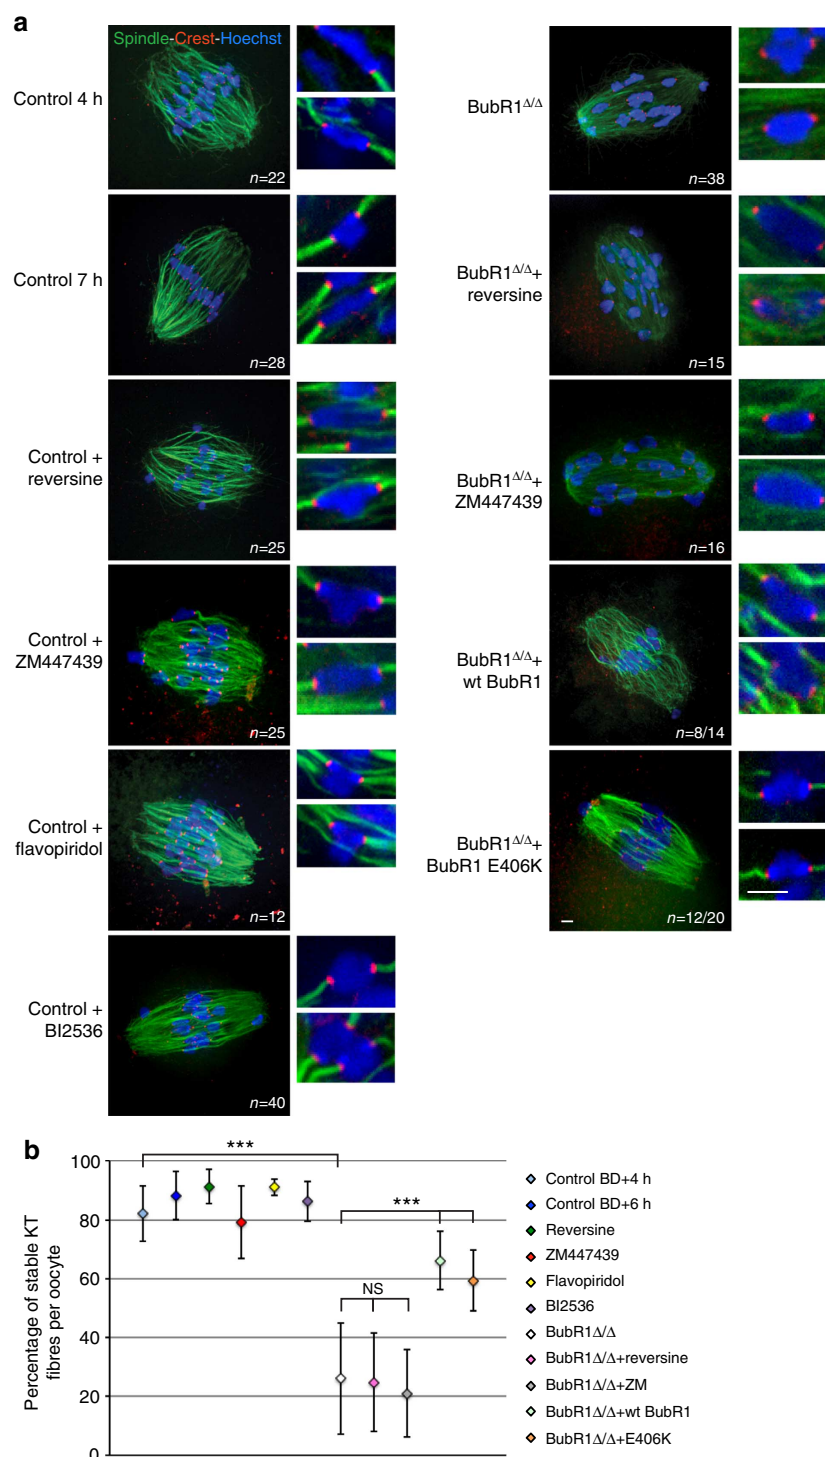 a
Spindle-Crest-Hoechst
Control 4 h
n=22
Control 7 h
n=28
Control +
reversine
n=25
Control +
ZM447439
n=25
Control +
flavopiridol
n=12
Control +
BI2536
n=40
BubR1Δ/Δ
n=38
BubR1Δ/Δ+
reversine
n=15
BubR1Δ/Δ+
ZM447439
n=16
BubR1Δ/Δ+
wt BubR1
n=8/14
BubR1Δ/Δ+
BubR1 E406K
n=12/20
b
Percentage of stable KT
fibres per oocyte
100
80
60
40
20
0
***
***
NS
Control BD+4 h
Control BD+6 h
Reversine
ZM447439
Flavopiridol
BI2536
BubR1Δ/Δ
BubR1Δ/Δ+reversine
BubR1Δ/Δ+ZM
BubR1Δ/Δ+wt BubR1
BubR1Δ/Δ+E406K